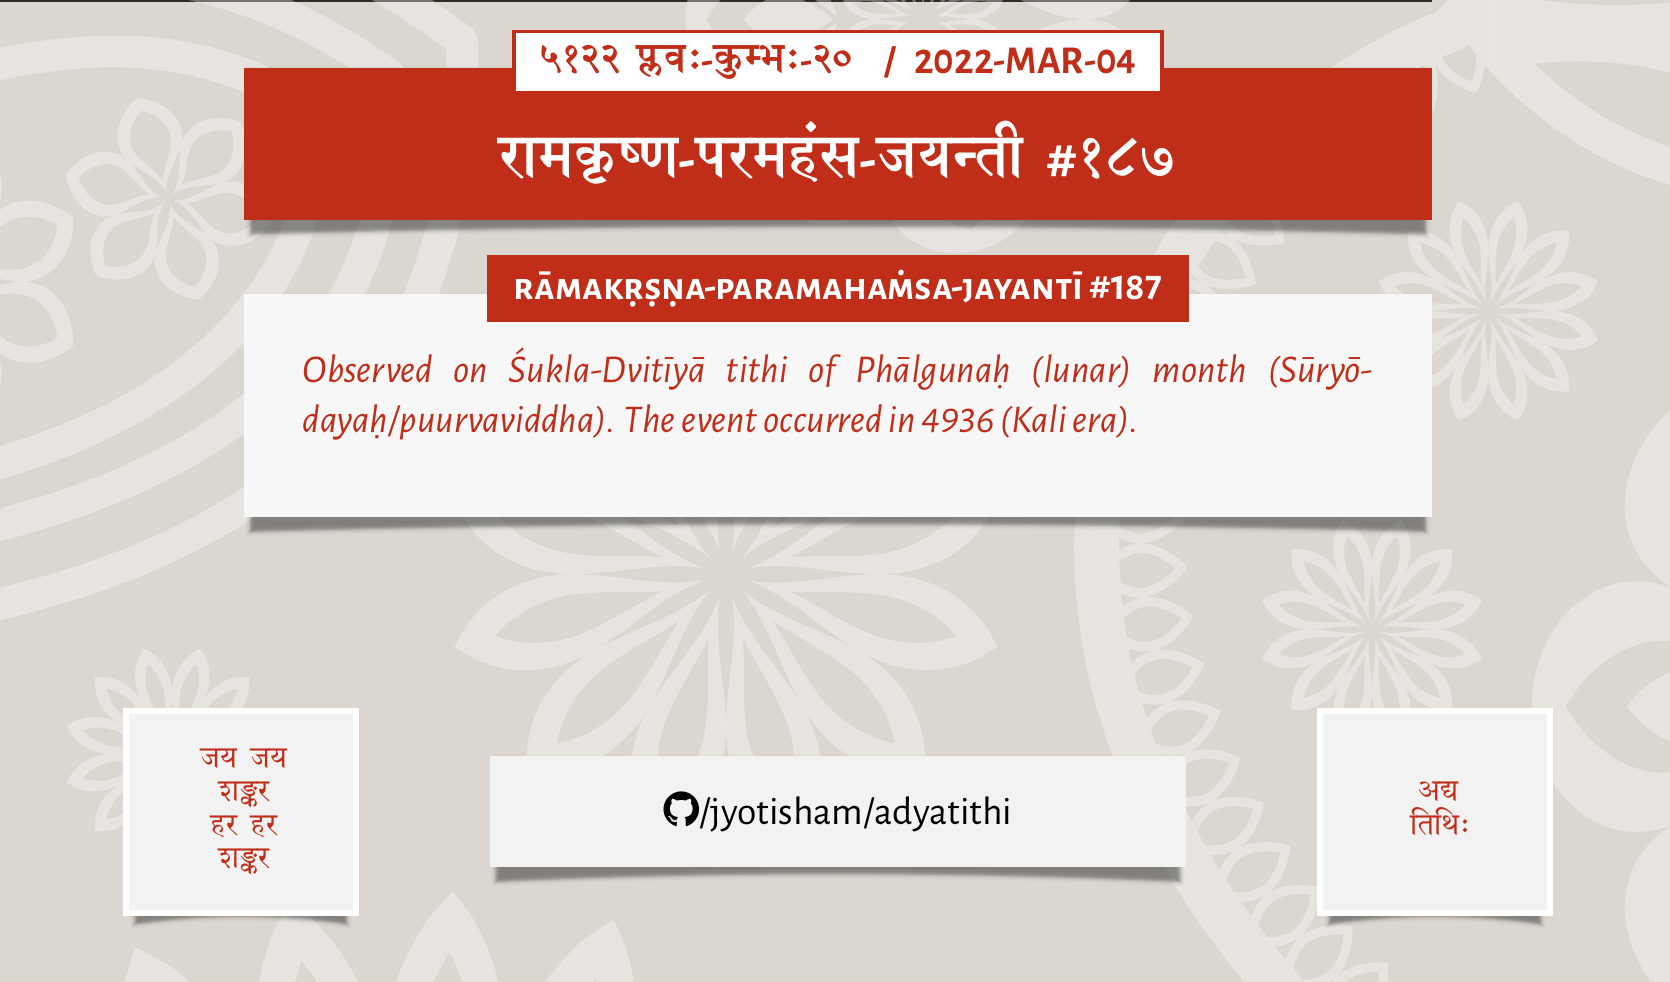 ५१२२ प्लवः-कुम्भः-२० / 2022-MAR-04
रामकृष्ण-परमहंस-जयन्ती #१८७
RĀMAKṚṢṆA-PARAMAHAṀSA-JAYANTĪ #187
Observed on Śukla-Dvitīyā tithi of Phālgunaḥ (lunar) month (Sūryō-
dayaḥ/puurvaviddha). The event occurred in 4936 (Kali era).
जय जय
शङ्कर
हर हर
शङ्कर
/jyotisham/adyatithi
अद्य
तिथिः